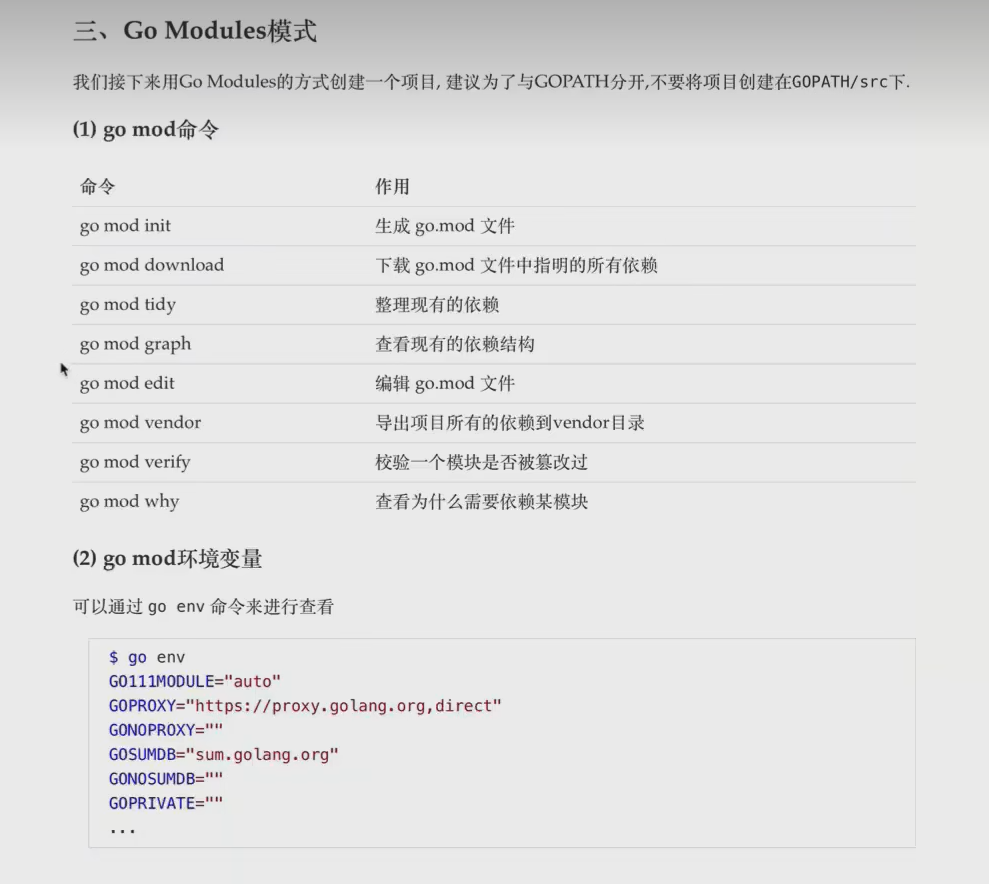 三、Go Modules模式
我们接下来用Go Modules的方式创建一个项目, 建议为了与GOPATH分开,不要将项目创建在GOPATH/src下.
(1) go mod命令
命令 作用
go mod init 生成 go.mod 文件
go mod download 下载 go.mod 文件中指明的所有依赖
go mod tidy 整理现有的依赖
go mod graph 查看现有的依赖结构
go mod edit 编辑 go.mod 文件
go mod vendor 导出项目所有的依赖到vendor目录
go mod verify 校验一个模块是否被篡改过
go mod why 查看为什么需要依赖某模块
(2) go mod环境变量
可以通过 go env 命令来进行查看
$ go env
GO111MODULE="auto"
GOPROXY="https://proxy.golang.org,direct"
GONOPROXY=""
GOSUMDB="sum.golang.org"
GONOSUMDB=""
GOPRIVATE=""
...